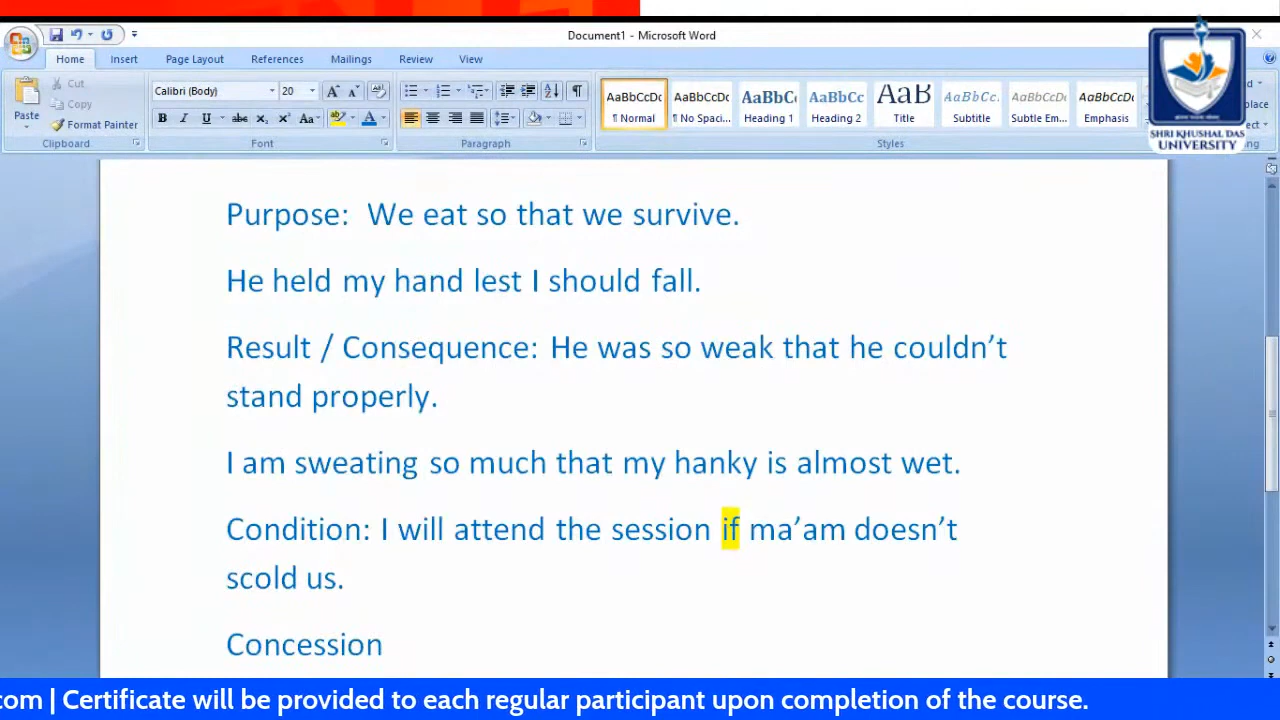 Document1 - Microsoft Word
Home Insert Page Layout References Mailings Review View
Cut
Copy
Paste
Format Painter
Calibri (Body) 20
AaBbCcDc AaBbCcDc AaBbCc AaBbCc AaB AaBbCc. AaBbCcDc AaBbCcDc
¶ Normal ¶ No Spaci... Heading 1 Heading 2 Title Subtitle Subtle Em... Emphasis
Clipboard Font Paragraph Styles
SHRI KHUSHAL DAS
UNIVERSITY
Purpose: We eat so that we survive.
He held my hand lest I should fall.
Result / Consequence: He was so weak that he couldn’t
stand properly.
I am sweating so much that my hanky is almost wet.
Condition: I will attend the session if ma’am doesn’t
scold us.
Concession
com | Certificate will be provided to each regular participant upon completion of the course.